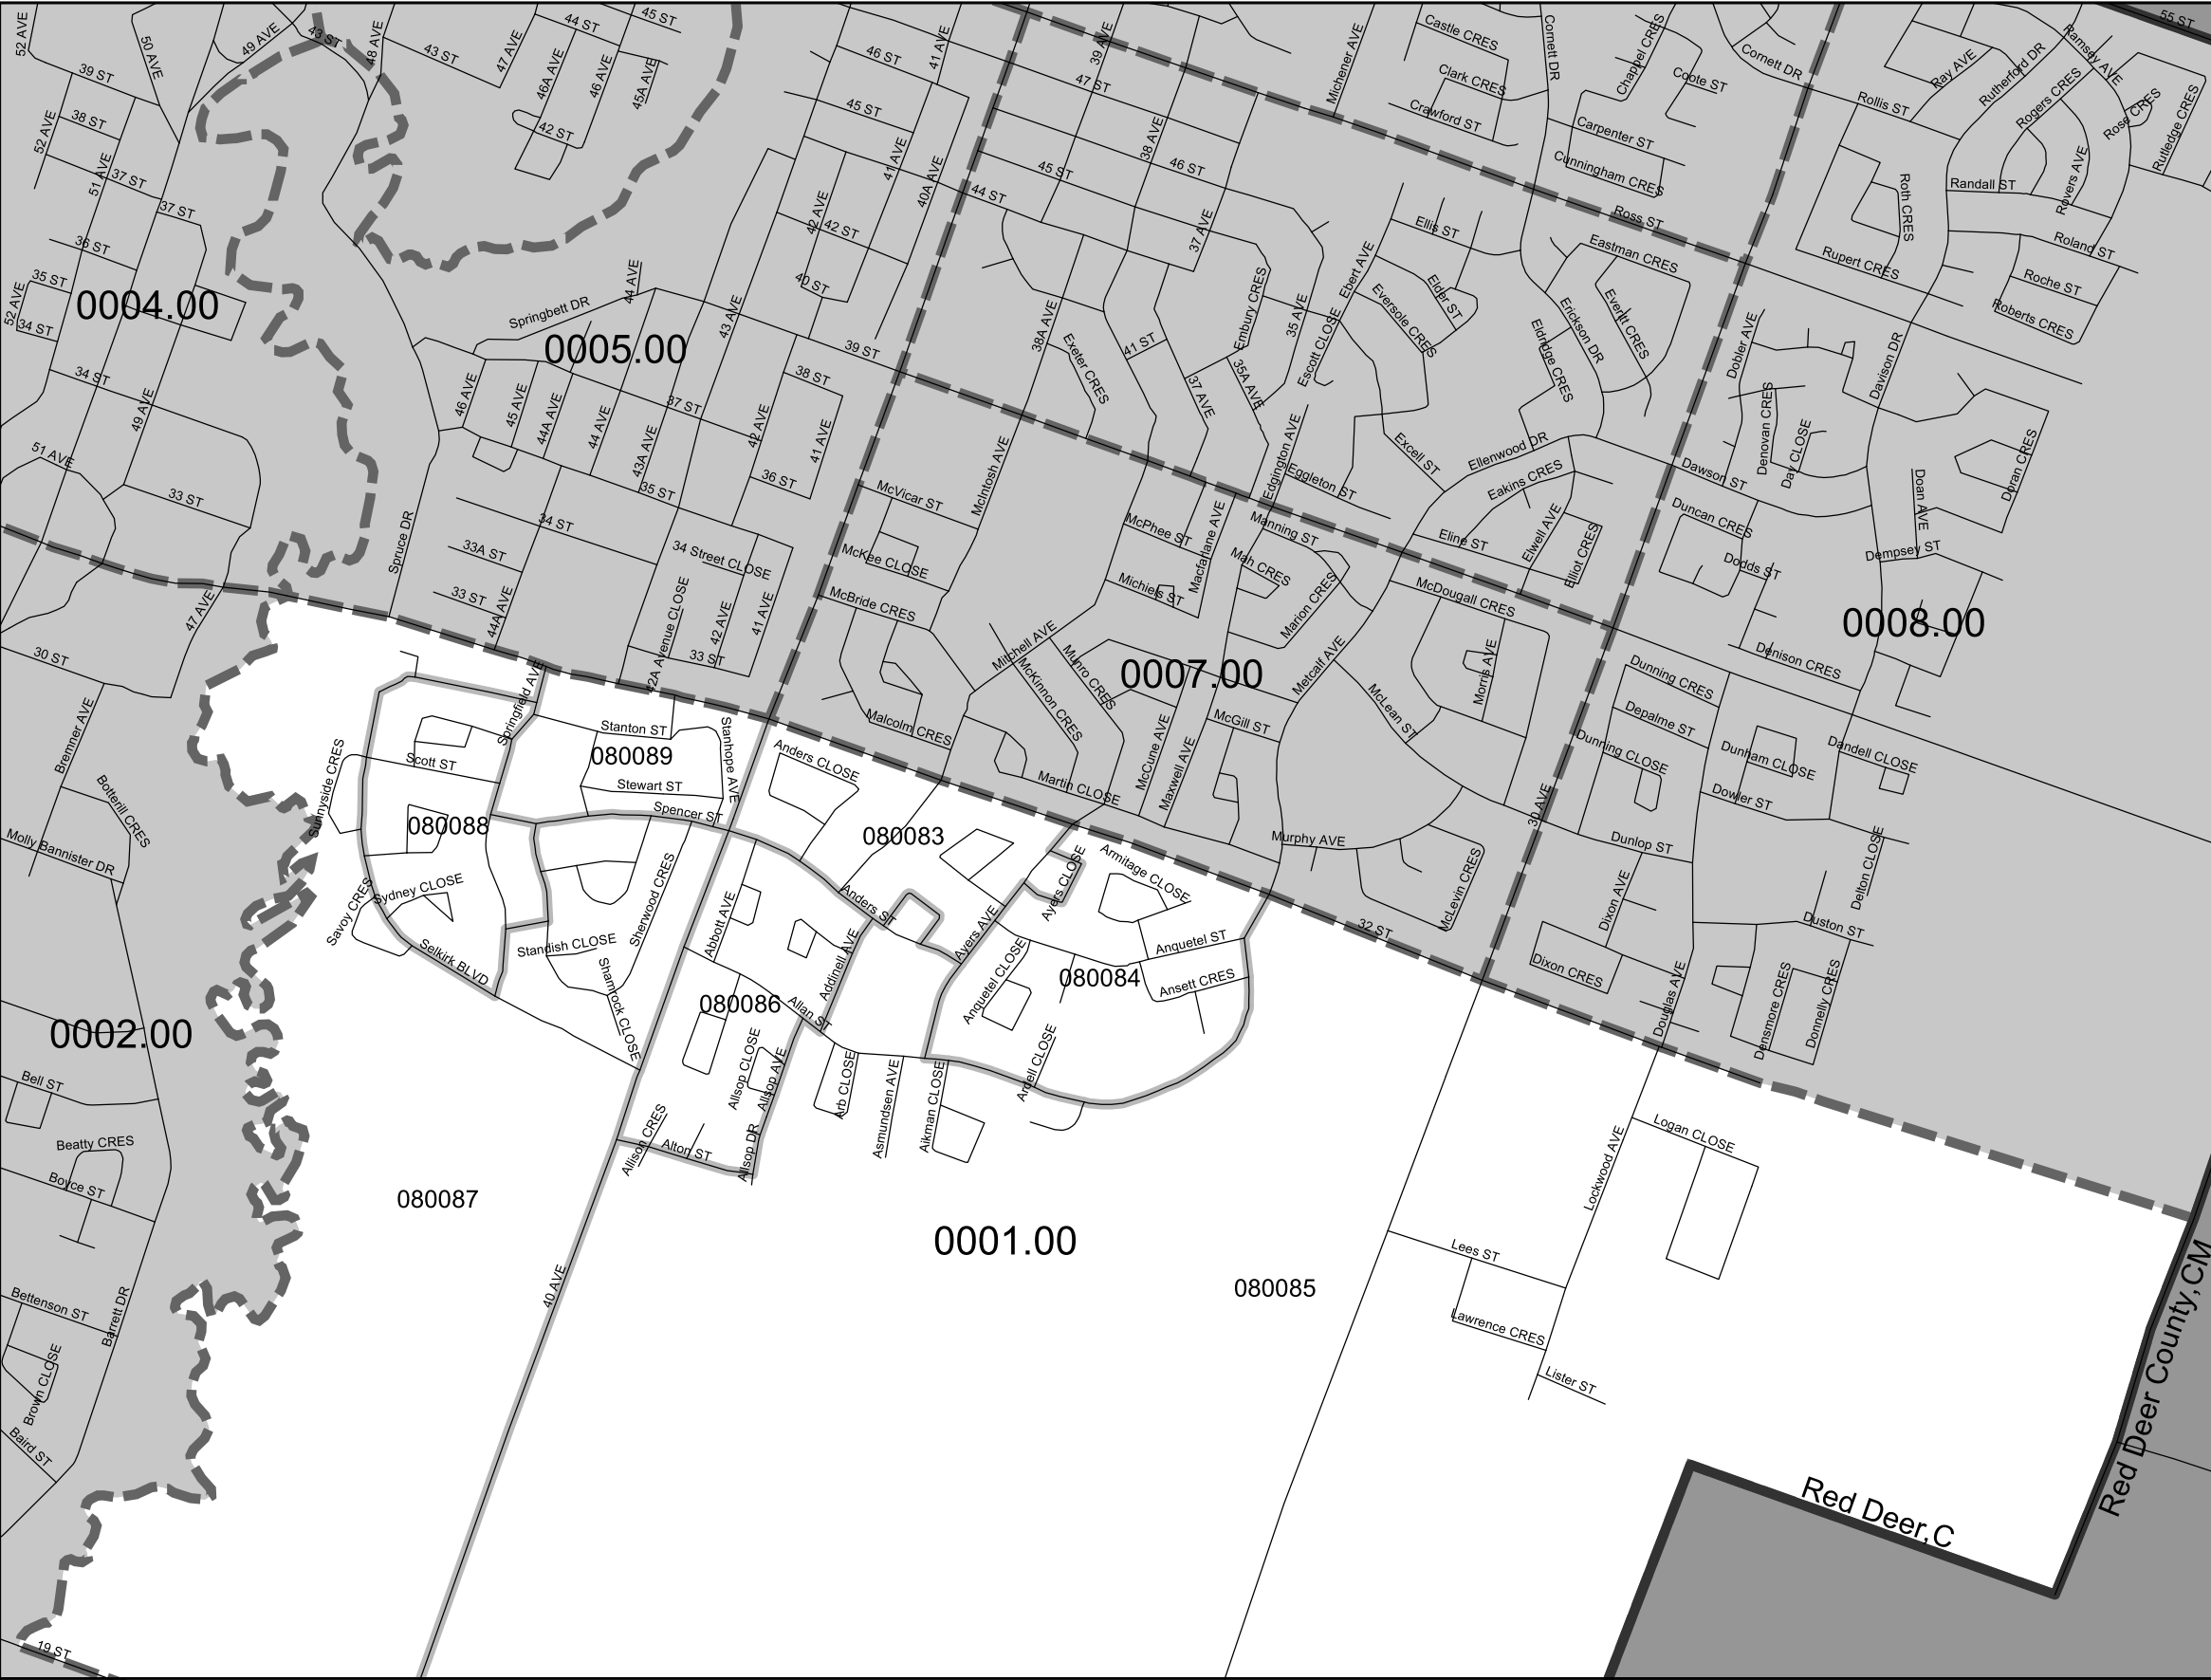 52 AVE
50 AVE
49 AVE
43 ST
48 AVE
43 ST
47 AVE
44 ST
45 ST
46A AVE
46 AVE
45A AVE
42 ST
46 ST
41 AVE
39 AVE
47 ST
Michener AVE
Castle CRES
Clark CRES
Crawford ST
Cornett DR
Chappel CRES
Coote ST
Cornett DR
Carpenter ST
Cunningham CRES
Rollis ST
Ray AVE
Rutherford DR
Ramsey AVE
Rogers CRES
Rose CRES
Rutledge CRES
55 ST
39 ST
38 ST
52 AVE
51 AVE
37 ST
37 ST
36 ST
35 ST
52 AVE
34 ST
0004.00
34 ST
49 AVE
51 AVE
33 ST
45 ST
41 AVE
40A AVE
42 AVE
42 ST
40 ST
44 ST
45 ST
38 AVE
46 ST
37 AVE
Ross ST
Ellis ST
Eastman CRES
Roth CRES
Randall ST
Rovers AVE
Roland ST
Rupert CRES
Roche ST
Roberts CRES
44 AVE
Springbett DR
0005.00
43 AVE
39 ST
38 ST
46 AVE
45 AVE
44A AVE
44 AVE
43A AVE
37 ST
42 AVE
41 AVE
36 ST
35 ST
34 ST
33A ST
33 ST
44A AVE
Spruce DR
34 Street CLOSE
42A Avenue CLOSE
42 AVE
41 AVE
33 ST
38A AVE
Exeter CRES
41 ST
37 AVE
35A AVE
Embury CRES
35 AVE
Escott CLOSE
Ebert AVE
Eversole CRES
Elder ST
Eldridge CRES
Erickson DR
Everitt CRES
Edgington AVE
Eggleton ST
Excell ST
Ellenwood DR
Eakins CRES
Eline ST
Elwell AVE
Elliot CRES
Dobler AVE
Denovan CRES
Day CLOSE
Davison DR
Dawson ST
Duncan CRES
Dodds ST
Doan AVE
Doran CRES
Dempsey ST
0008.00
Denison CRES
McVicar ST
McKee CLOSE
McBride CRES
McIntosh AVE
McPhee ST
Michiels ST
Macfarlane AVE
Manning ST
Mah CRES
Marion CRES
McDougall CRES
Mitchell AVE
McKinnon CRES
Munro CRES
0007.00
Metcalf AVE
McLean ST
Morris AVE
McGill ST
McCune AVE
Maxwell AVE
Malcolm CRES
Martin CLOSE
Murphy AVE
McLevin CRES
32 ST
30 AVE
Dunning CRES
Depalme ST
Dunning CLOSE
Dunham CLOSE
Dandell CLOSE
Dowler ST
Dunlop ST
Delton CLOSE
Dixon AVE
Duston ST
Dixon CRES
Douglas AVE
Densmore CRES
Donnelly CRES
47 AVE
30 ST
Bremner AVE
Botterill CRES
Molly Bannister DR
0002.00
Bell ST
Beatty CRES
Boyce ST
Bettenson ST
Barrett DR
Brown CLOSE
Baird ST
19 ST
Springfield AVE
Stanton ST
Stanhope AVE
080089
Stewart ST
Spencer ST
Scott ST
Sunnyside CRES
080088
Sydney CLOSE
Savoy CRES
Selkirk BLVD
Standish CLOSE
Sherwood CRES
Shamrock CLOSE
Anders CLOSE
080083
Anders ST
Abbott AVE
Addinell AVE
080086
Allan ST
Allsop CLOSE
Allsop AVE
Allsop DR
Allison CRES
Alton ST
Arb CLOSE
Asmundsen AVE
Aikman CLOSE
Ayers AVE
Ayers CLOSE
Armitage CLOSE
Anquetel ST
Anquetel CLOSE
080084
Ansett CRES
Ardell CLOSE
080087
0001.00
080085
40 AVE
Logan CLOSE
Lockwood AVE
Lees ST
Lawrence CRES
Lister ST
Red Deer, C
Red Deer County, CM